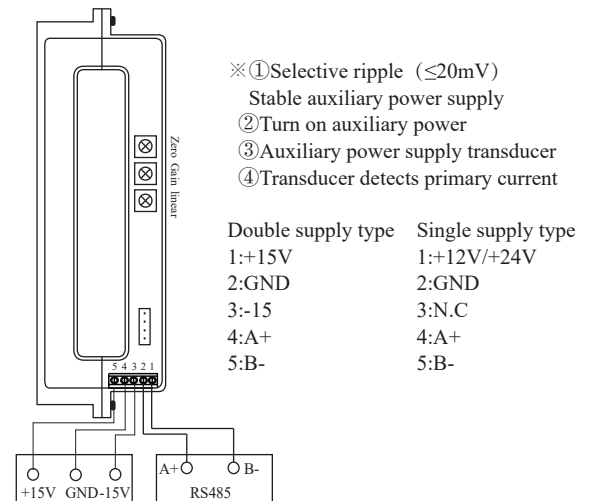 ※①Selective ripple（≤20mV）
Stable auxiliary power supply
②Turn on auxiliary power
③Auxiliary power supply transducer
④Transducer detects primary current
Zero Gain linear
Double supply type Single supply type
1:+15V 1:+12V/+24V
2:GND 2:GND
3:-15 3:N.C
4:A+ 4:A+
5:B- 5:B-
5 4 3 2 1
A+ B-
+15V GND -15V RS485